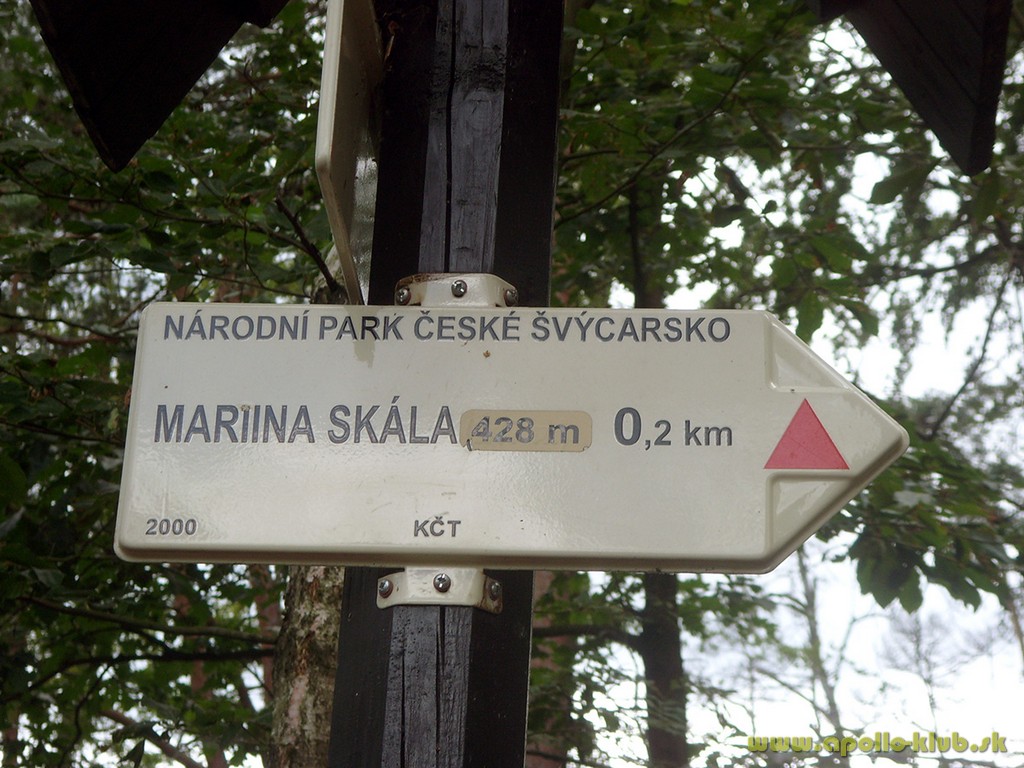 NÁRODNÍ PARK ČESKÉ ŠVÝCARSKO
MARIINA SKÁLA 428 m 0,2 km
2000 KČT
www.apollo-klub.sk